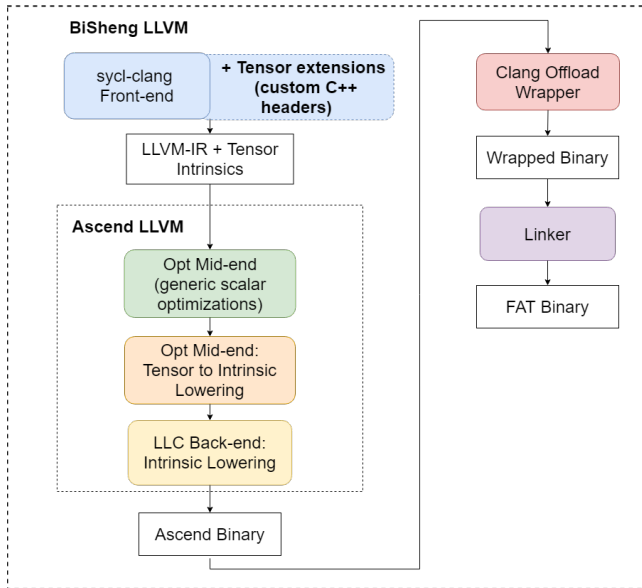 BiSheng LLVM
sycl-clang
Front-end
+ Tensor extensions
(custom C++
headers)
LLVM-IR + Tensor
Intrinsics
Ascend LLVM
Opt Mid-end
(generic scalar
optimizations)
Opt Mid-end:
Tensor to Intrinsic
Lowering
LLC Back-end:
Intrinsic Lowering
Ascend Binary
Clang Offload
Wrapper
Wrapped Binary
Linker
FAT Binary